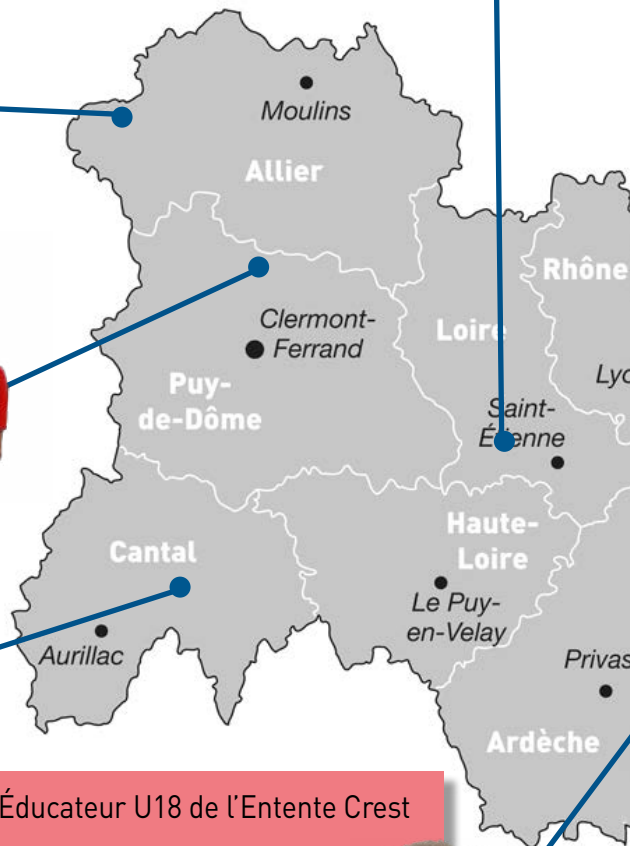 Moulins
Allier
Rhône
Clermont-
Ferrand
Loire
Lyo
Puy-
de-Dôme
Saint-
Étienne
Haute-
Loire
Cantal
Le Puy-
en-Velay
Aurillac
Privas
Ardèche
Éducateur U18 de l’Entente Crest